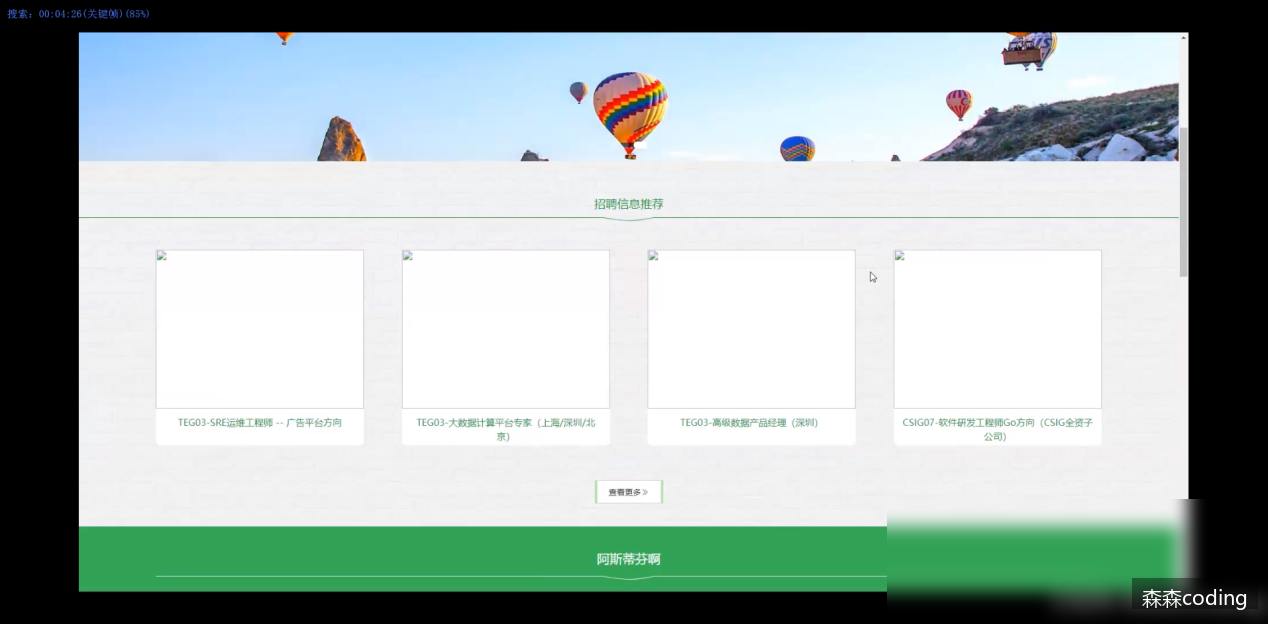 搜索：00:04:26(关键帧)(85%)
招聘信息推荐
TEG03-SRE运维工程师 -- 广告平台方向
TEG03-大数据计算平台专家（上海/深圳/北
京）
TEG03-高级数据产品经理（深圳）
CSIG07-软件研发工程师Go方向（CSIG全资子
公司）
查看更多》
阿斯蒂芬啊
森森coding